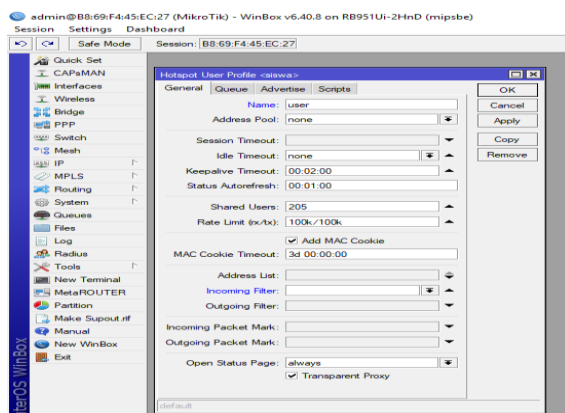 admin@B8:69:F4:45:EC:27 (MikroTik) - WinBox v6.40.8 on RB951Ui-2HnD (mipsbe)
Session Settings Dashboard
Safe Mode Session: B8:69:F4:45:EC:27
Quick Set
CAPsMAN
Interfaces
Wireless
Bridge
PPP
Switch
Mesh
IP
MPLS
Routing
System
Queues
Files
Log
Radius
Tools
New Terminal
MetaROUTER
Partition
Make Supout.rif
Manual
New WinBox
Exit
terOS WinBox
Hotspot User Profile <siswa>
General Queue Advertise Scripts
Name: user
Address Pool: none
Session Timeout:
Idle Timeout: none
Keepalive Timeout: 00:02:00
Status Autorefresh: 00:01:00
Shared Users: 205
Rate Limit (rx/tx): 100k/100k
Add MAC Cookie
MAC Cookie Timeout: 3d 00:00:00
Address List:
Incoming Filter:
Outgoing Filter:
Incoming Packet Mark:
Outgoing Packet Mark:
Open Status Page: always
Transparent Proxy
default
OK
Cancel
Apply
Copy
Remove